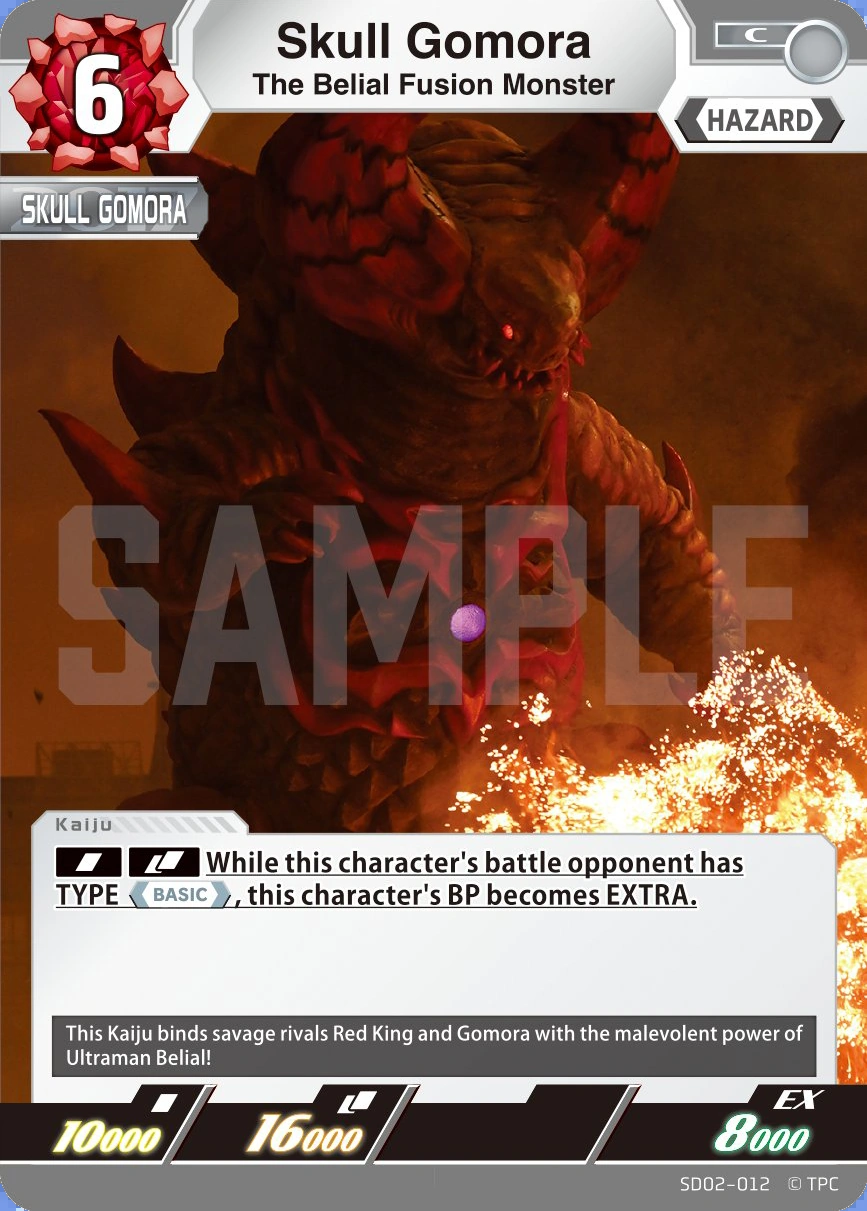 6
Skull Gomora
The Belial Fusion Monster
C
HAZARD
SKULL GOMORA
SAMPLE
Kaiju
While this character's battle opponent has
TYPE BASIC, this character's BP becomes EXTRA.
This Kaiju binds savage rivals Red King and Gomora with the malevolent power of
Ultraman Belial!
EX
10000 16000 8000
SD02-012 © TPC